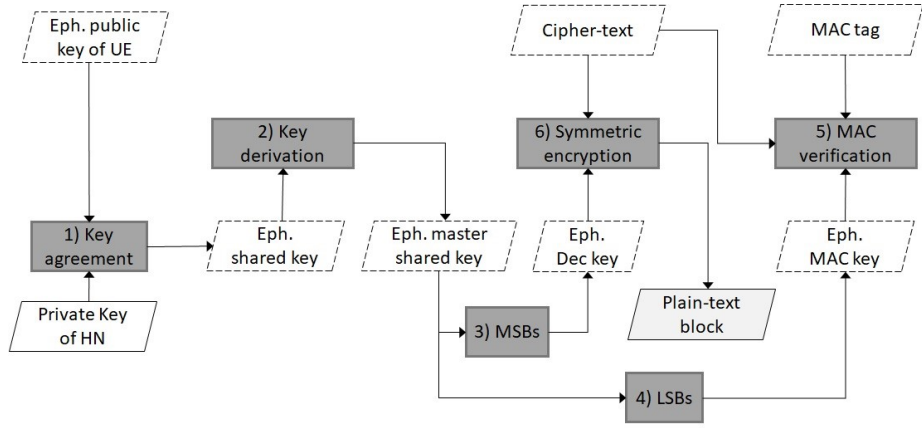 Eph. public
key of UE
Cipher-text
MAC tag
2) Key
derivation
6) Symmetric
encryption
5) MAC
verification
1) Key
agreement
Eph.
shared key
Eph. master
shared key
Eph.
Dec key
Eph.
MAC key
Private Key
of HN
3) MSBs
Plain-text
block
4) LSBs